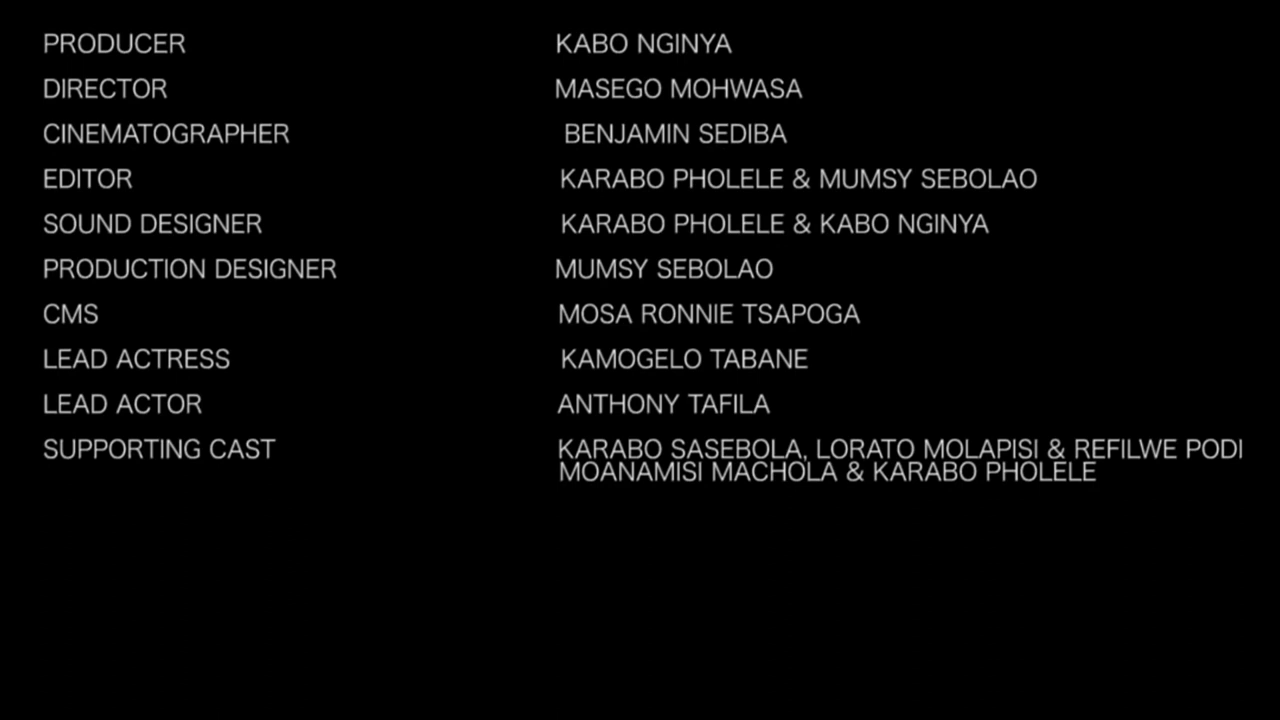 PRODUCER KABO NGINYA
DIRECTOR MASEGO MOHWASA
CINEMATOGRAPHER BENJAMIN SEDIBA
EDITOR KARABO PHOLELE & MUMSY SEBOLAO
SOUND DESIGNER KARABO PHOLELE & KABO NGINYA
PRODUCTION DESIGNER MUMSY SEBOLAO
CMS MOSA RONNIE TSAPOGA
LEAD ACTRESS KAMOGELO TABANE
LEAD ACTOR ANTHONY TAFILA
SUPPORTING CAST KARABO SASEBOLA, LORATO MOLAPISI & REFILWE PODI
MOANAMISI MACHOLA & KARABO PHOLELE